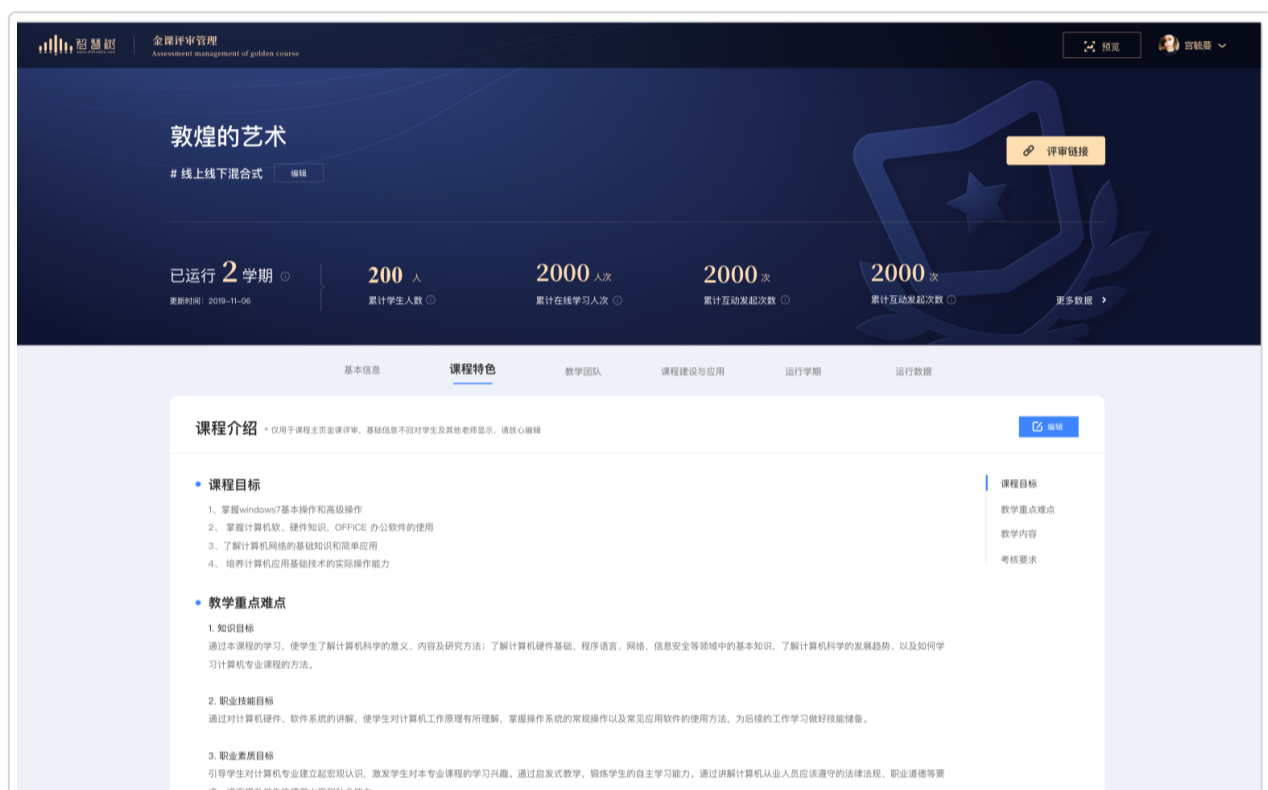 智慧树
金课评审管理
Assessment management of golden course
预览
宫毓蔓
敦煌的艺术
# 线上线下混合式 编辑
评审链接
已运行 2 学期
更新时间：2019-11-06
200 人
累计学生人数
2000 人次
累计在线学习人次
2000 次
累计互动发起次数
2000 次
累计互动发起次数
更多数据
基本信息 课程特色 教学团队 课程建设与应用 运行学期 运行数据
课程介绍 * 仅用于课程主页金课评审，基础信息不回对学生及其他老师显示，请放心编辑
编辑
课程目标
1、掌握windows7基本操作和高级操作
2、 掌握计算机软、硬件知识，OFFICE 办公软件的使用
3、了解计算机网络的基础知识和简单应用
4、 培养计算机应用基础技术的实际操作能力
课程目标
教学重点难点
教学内容
考核要求
教学重点难点
1. 知识目标
通过本课程的学习，使学生了解计算机科学的意义、内容及研究方法；了解计算机硬件基础、程序语言、网络、信息安全等领域中的基本知识，了解计算机科学的发展趋势、以及如何学
习计算机专业课程的方法。
2. 职业技能目标
通过对计算机硬件、软件系统的讲解，使学生对计算机工作原理有所理解，掌握操作系统的常规操作以及常见应用软件的使用方法，为后续的工作学习做好技能储备。
3. 职业素质目标
引导学生对计算机专业建立起宏观认识，激发学生对本专业课程的学习兴趣。通过启发式教学，锻炼学生的自主学习能力。通过讲解计算机从业人员应该遵守的法律法规、职业道德等要